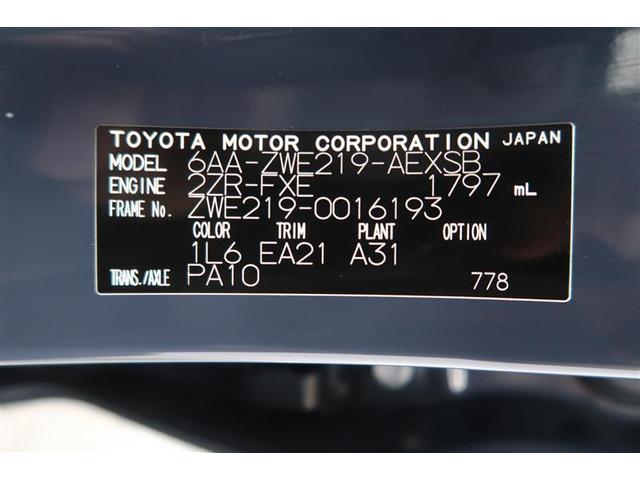 TOYOTA MOTOR CORPORATION JAPAN
MODEL 6AA-ZWE219-AEXSB
ENGINE 2ZR-FXE 1797 mL
FRAME No. ZWE219-0016193
COLOR TRIM PLANT OPTION
1L6 EA21 A31
TRANS./AXLE PA10 778